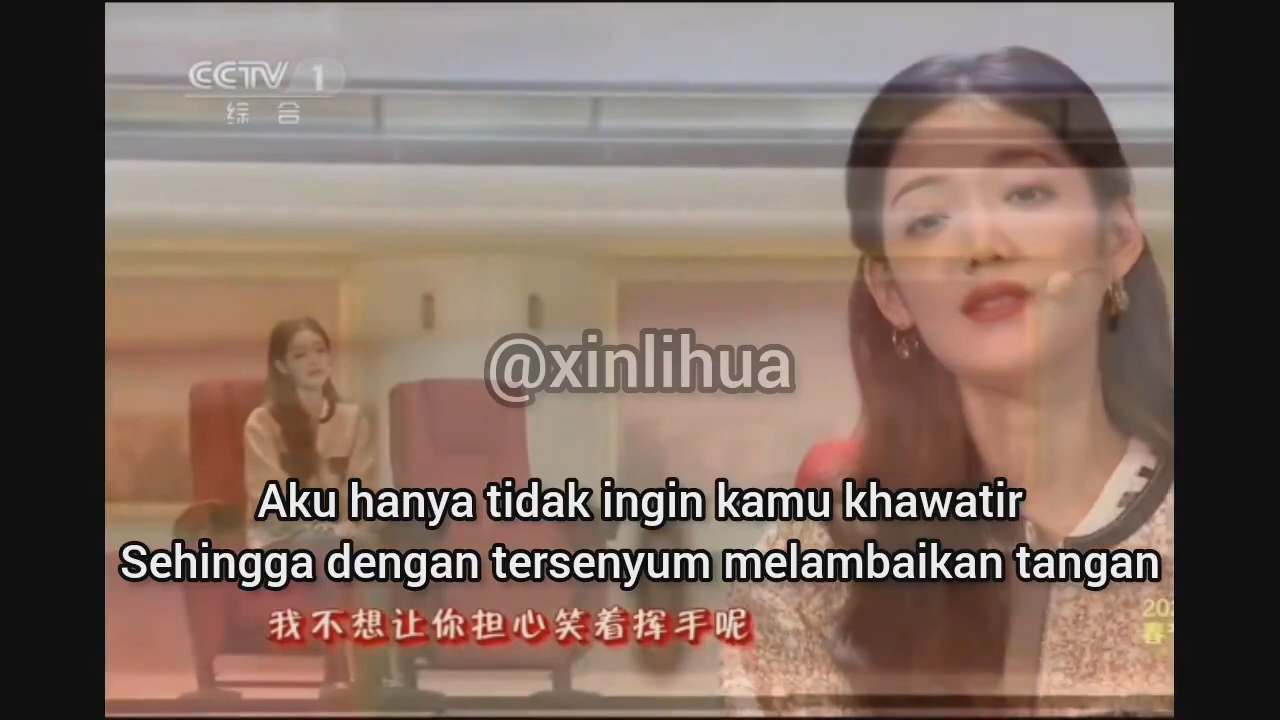 CCTV 1
综合
@xinlihua
Aku hanya tidak ingin kamu khawatir
Sehingga dengan tersenyum melambaikan tangan
我不想让你担心笑着挥手呢